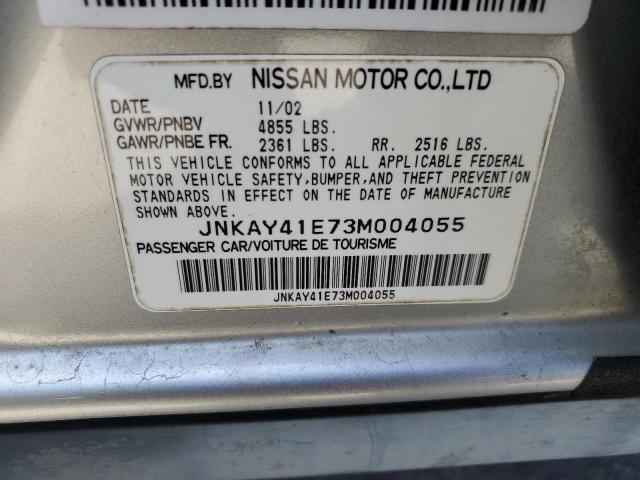 MFD.BY NISSAN MOTOR CO.,LTD
DATE 11/02
GVWR/PNBV 4855 LBS.
GAWR/PNBE FR. 2361 LBS. RR. 2516 LBS.
THIS VEHICLE CONFORMS TO ALL APPLICABLE FEDERAL
MOTOR VEHICLE SAFETY,BUMPER,AND THEFT PREVENTION
STANDARDS IN EFFECT ON THE DATE OF MANUFACTURE
SHOWN ABOVE.
JNKAY41E73M004055
PASSENGER CAR/VOITURE DE TOURISME
JNKAY41E73M004055